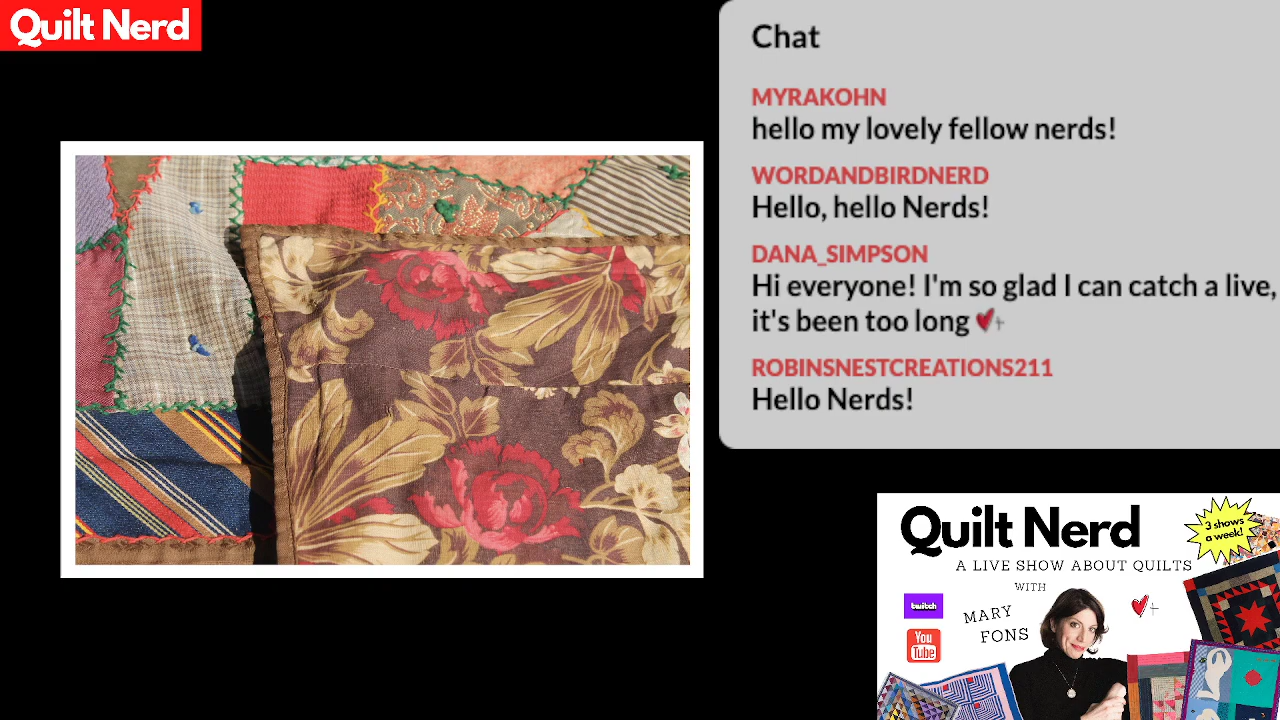 Quilt Nerd
Chat
MYRAKOHN
hello my lovely fellow nerds!
WORDANDBIRDNERD
Hello, hello Nerds!
DANA_SIMPSON
Hi everyone! I'm so glad I can catch a live,
it's been too long
ROBINSNESTCREATIONS211
Hello Nerds!
Quilt Nerd
3 shows
a week!
A LIVE SHOW ABOUT QUILTS
WITH
MARY
FONS
twitch
You
Tube